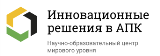 Инновационные
решения в АПК
Научно-образовательный центр
мирового уровня